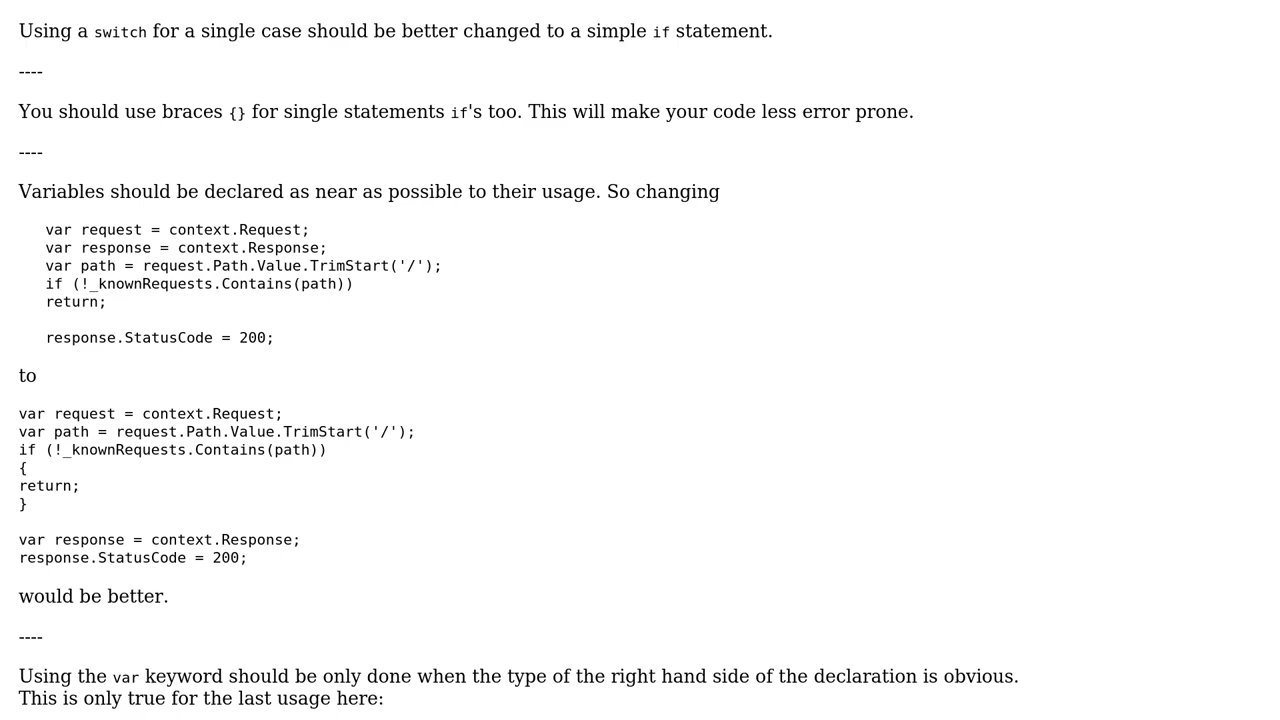 Using a switch for a single case should be better changed to a simple if statement.
----
You should use braces {} for single statements if's too. This will make your code less error prone.
----
Variables should be declared as near as possible to their usage. So changing
var request = context.Request;
var response = context.Response;
var path = request.Path.Value.TrimStart('/');
if (!_knownRequests.Contains(path))
return;
response.StatusCode = 200;
to
var request = context.Request;
var path = request.Path.Value.TrimStart('/');
if (!_knownRequests.Contains(path))
{
return;
}
var response = context.Response;
response.StatusCode = 200;
would be better.
----
Using the var keyword should be only done when the type of the right hand side of the declaration is obvious.
This is only true for the last usage here: